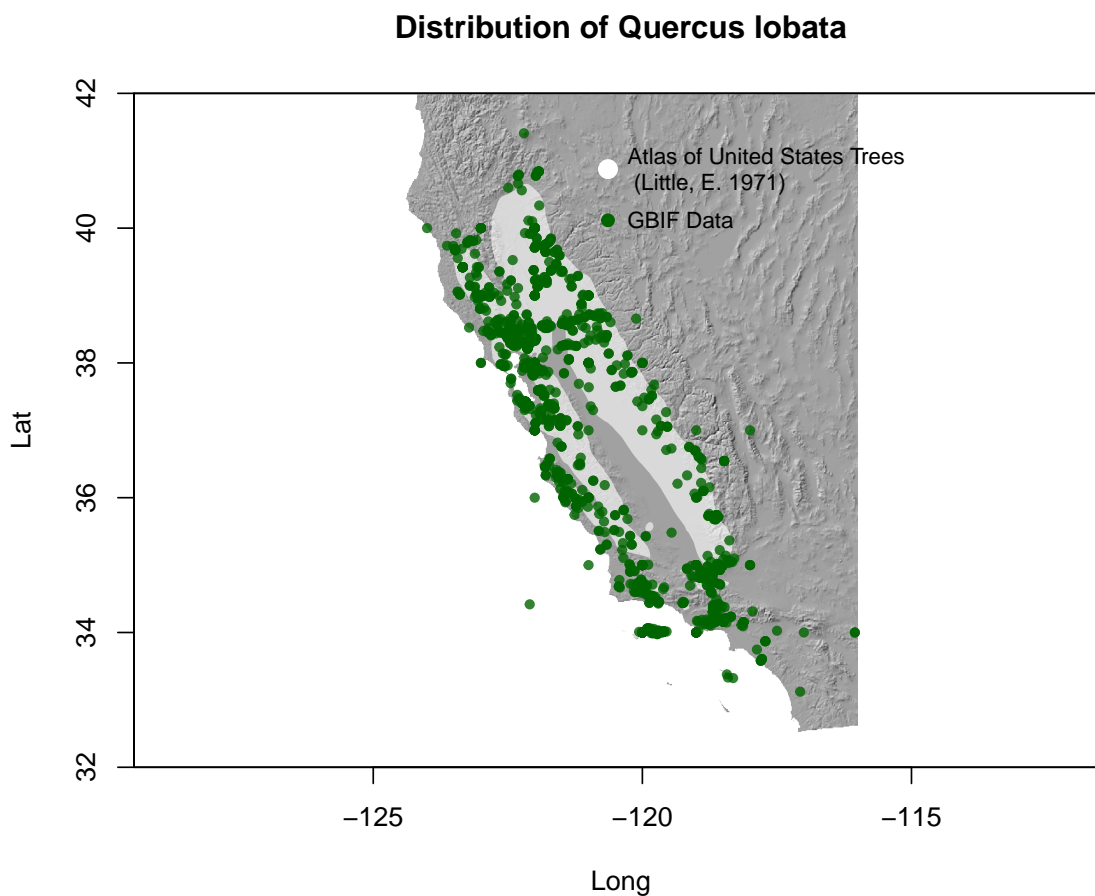 Distribution of Quercus lobata
42
40
38
36
34
32
Lat
Atlas of United States Trees
(Little, E. 1971)
GBIF Data
−125
−120
−115
Long